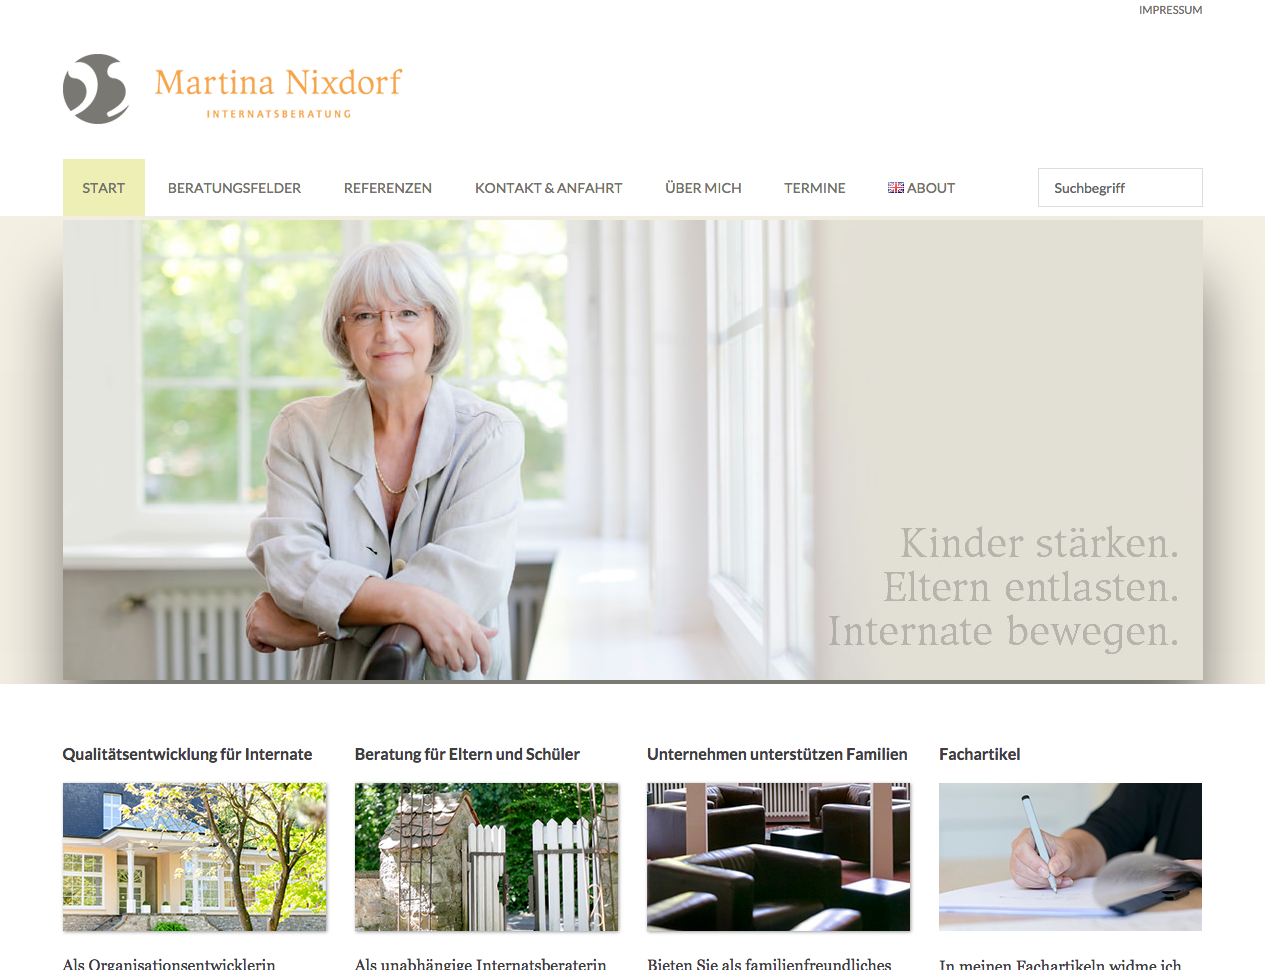 IMPRESSUM
Martina Nixdorf
INTERNATSBERATUNG
START BERATUNGSFELDER REFERENZEN KONTAKT & ANFAHRT ÜBER MICH TERMINE ABOUT Suchbegriff
Kinder stärken.
Eltern entlasten.
Internate bewegen.
Qualitätsentwicklung für Internate Beratung für Eltern und Schüler Unternehmen unterstützen Familien Fachartikel
Als Organisationsentwicklerin Als unabhängige Internatsberaterin Bieten Sie als familienfreundliches In meinen Fachartikeln widme ich